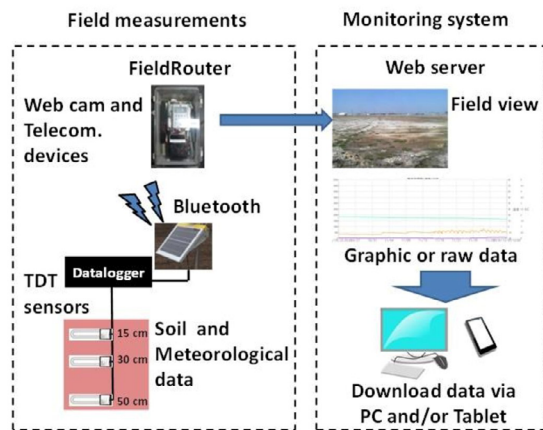 Field measurements
Monitoring system
FieldRouter
Web cam and
Telecom.
devices
Bluetooth
Datalogger
TDT
sensors
15 cm
30 cm
50 cm
Soil and
Meteorological
data
Web server
Field view
Graphic or raw data
Download data via
PC and/or Tablet